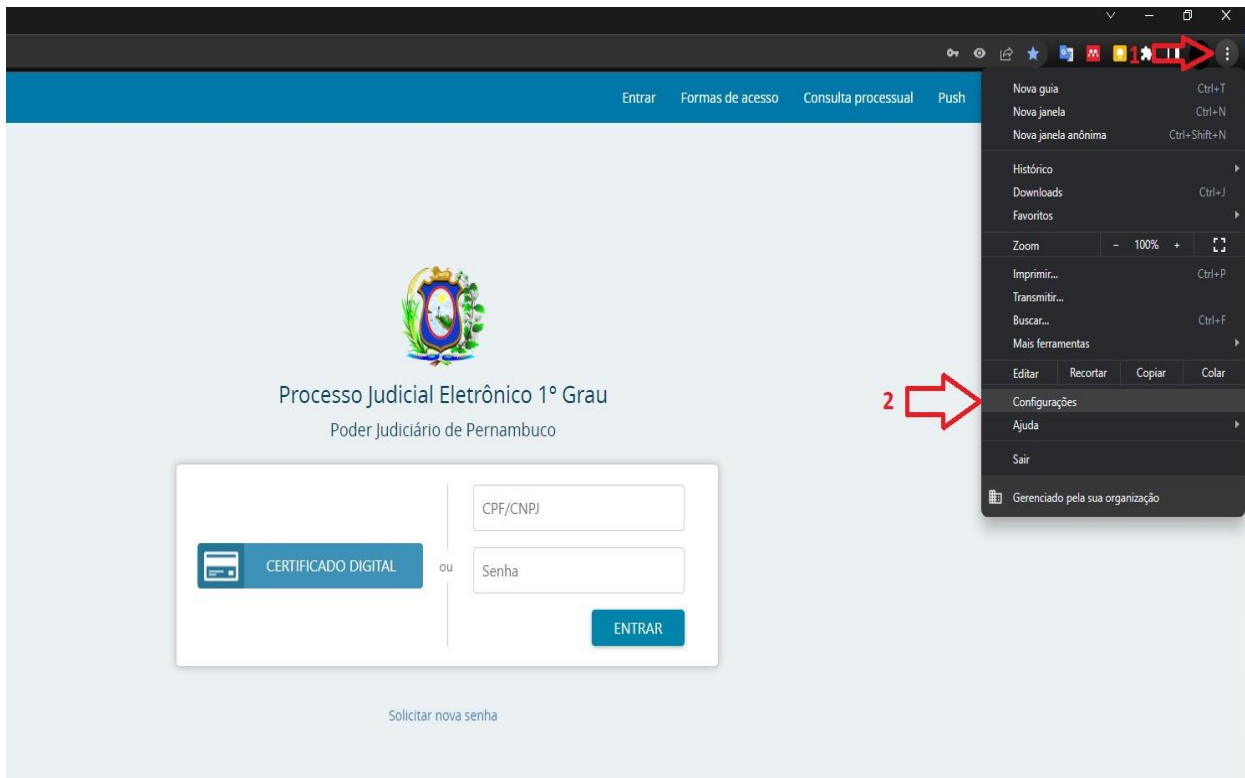 1
Entrar Formas de acesso Consulta processual Push
Nova guia Ctrl+T
Nova janela Ctrl+N
Nova janela anônima Ctrl+Shift+N
Histórico
Downloads Ctrl+J
Favoritos
Zoom - 100% +
Imprimir... Ctrl+P
Transmitir...
Buscar... Ctrl+F
Mais ferramentas
Editar Recortar Copiar Colar
2
Configurações
Ajuda
Sair
Gerenciado pela sua organização
Processo Judicial Eletrônico 1º Grau
Poder Judiciário de Pernambuco
CERTIFICADO DIGITAL
ou
CPF/CNPJ
Senha
ENTRAR
Solicitar nova senha